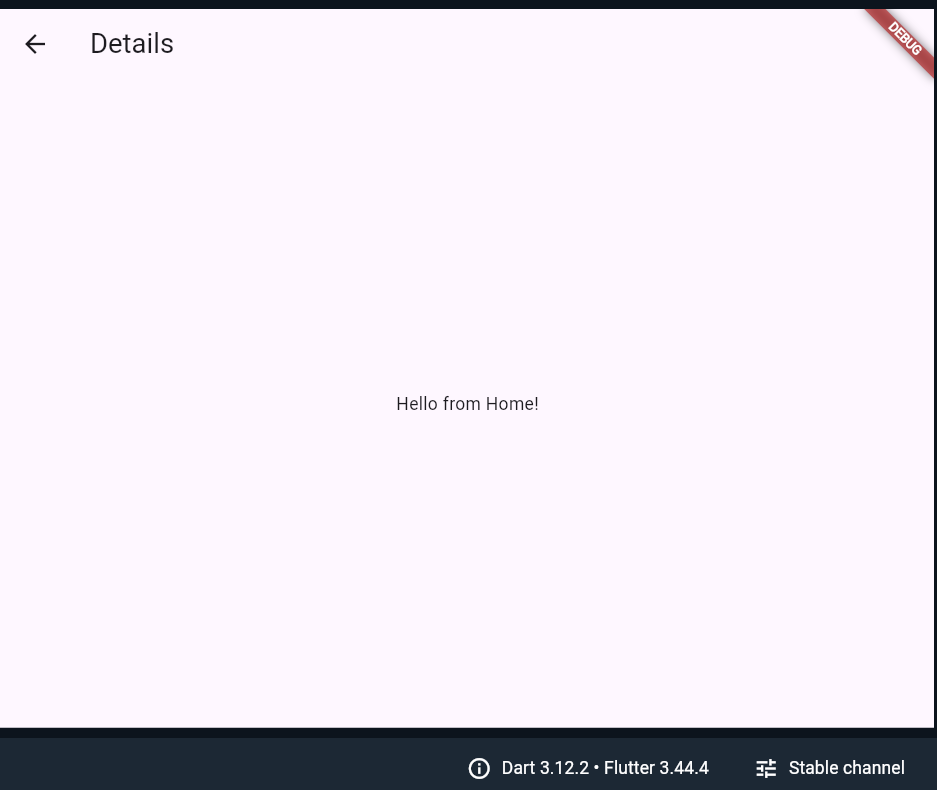 Details
DEBUG
Hello from Home!
Dart 3.12.2 • Flutter 3.44.4
Stable channel